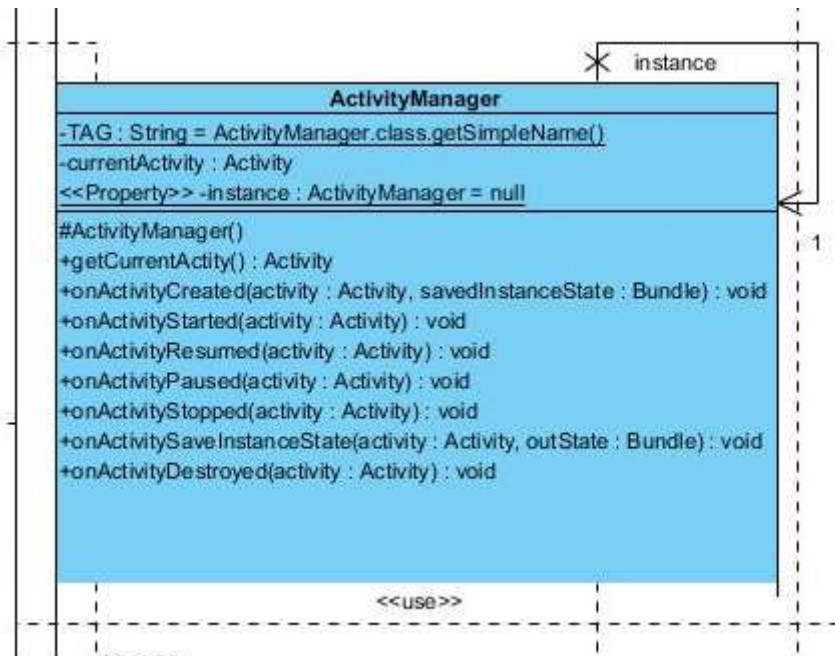 instance
ActivityManager
-TAG : String = ActivityManager.class.getSimpleName()
-currentActivity : Activity
<<Property>> -instance : ActivityManager = null
1
#ActivityManager()
+getCurrentActity() : Activity
+onActivityCreated(activity : Activity, savedInstanceState : Bundle) : void
+onActivityStarted(activity : Activity) : void
+onActivityResumed(activity : Activity) : void
+onActivityPaused(activity : Activity) : void
+onActivityStopped(activity : Activity) : void
+onActivitySaveInstanceState(activity : Activity, outState : Bundle) : void
+onActivityDestroyed(activity : Activity) : void
<<use>>